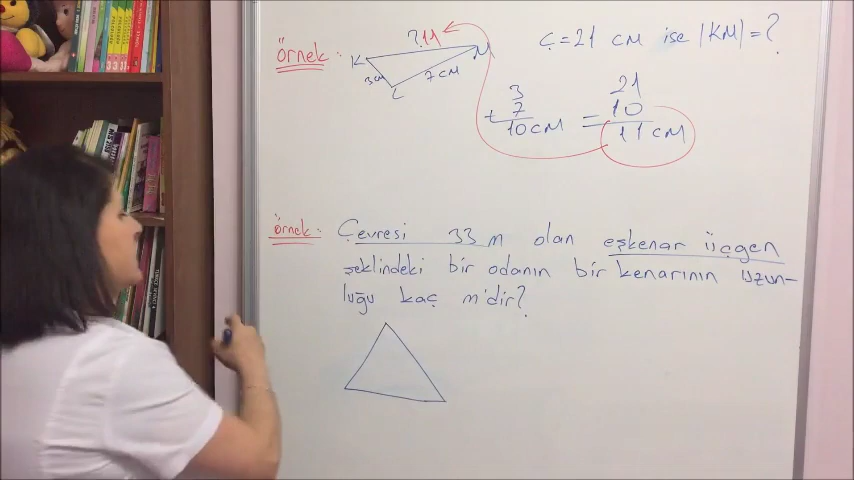 Örnek: ?11 Ç=21 cm ise |KM|=?
K M
3cm 7cm
L
3 21
+ 7 - 10
10cm = 11 cm
Örnek: Çevresi 33 m olan eşkenar üçgen
şeklindeki bir odanın bir kenarının uzun-
luğu kaç m'dir?